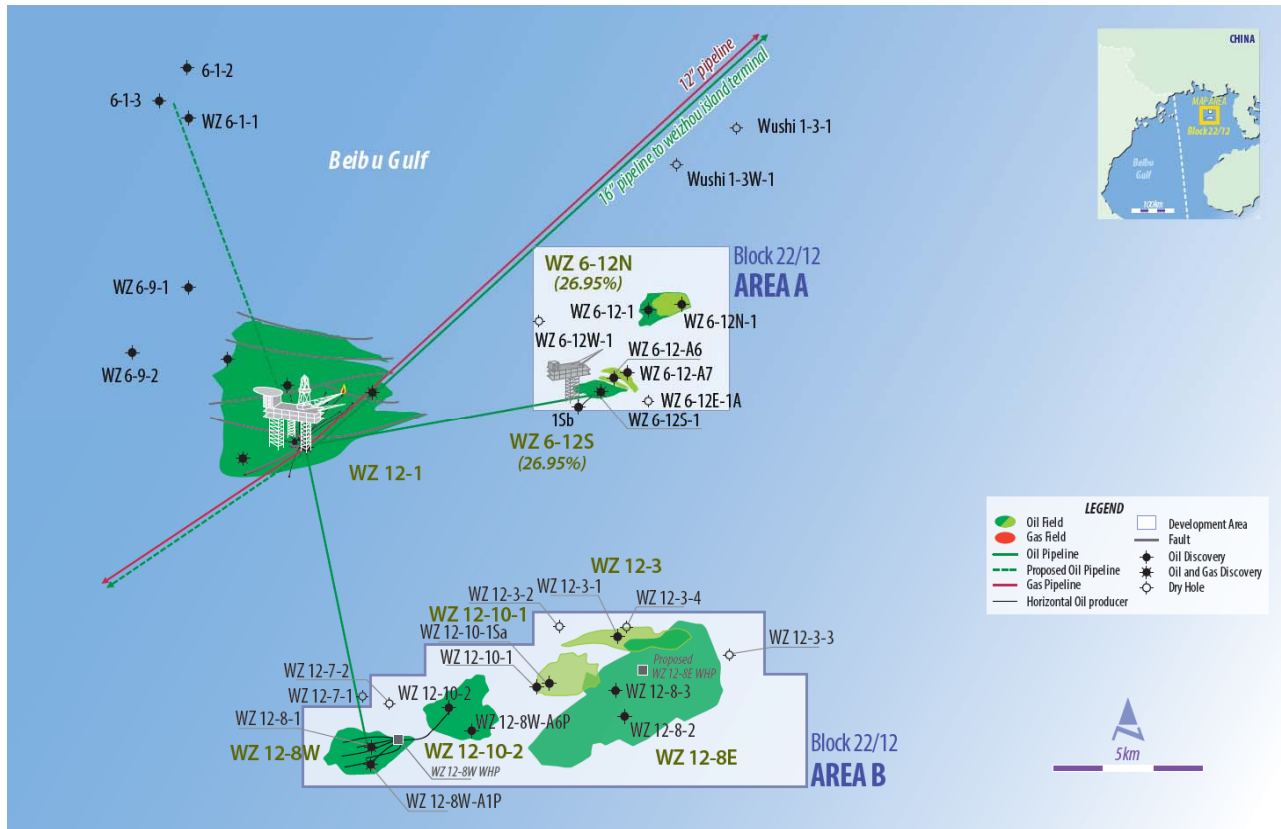 6-1-2
6-1-3
WZ 6-1-1
Beibu Gulf
12" pipeline
16" pipeline to weizhou island terminal
Wushi 1-3-1
Wushi 1-3W-1
CHINA
MAP AREA
Block 22/12
Beibu
Gulf
100km
WZ 6-9-1
WZ 6-9-2
WZ 12-1
Block 22/12
AREA A
WZ 6-12N
(26.95%)
WZ 6-12-1
WZ 6-12N-1
WZ 6-12W-1
WZ 6-12-A6
WZ 6-12-A7
WZ 6-12E-1A
WZ 6-12S-1
1Sb
WZ 6-12S
(26.95%)
LEGEND
Oil Field
Gas Field
Oil Pipeline
Proposed Oil Pipeline
Gas Pipeline
Horizontal Oil producer
Development Area
Fault
Oil Discovery
Oil and Gas Discovery
Dry Hole
WZ 12-3
WZ 12-3-1
WZ 12-3-2
WZ 12-3-4
WZ 12-10-1
WZ 12-10-1Sa
WZ 12-10-1
WZ 12-3-3
Proposed
WZ 12-8E WHP
WZ 12-7-2
WZ 12-7-1
WZ 12-10-2
WZ 12-8-3
WZ 12-8-1
WZ 12-8W-A6P
WZ 12-8-2
WZ 12-8W
WZ 12-10-2
WZ 12-8E
WZ 12-8W WHP
WZ 12-8W-A1P
Block 22/12
AREA B
5km